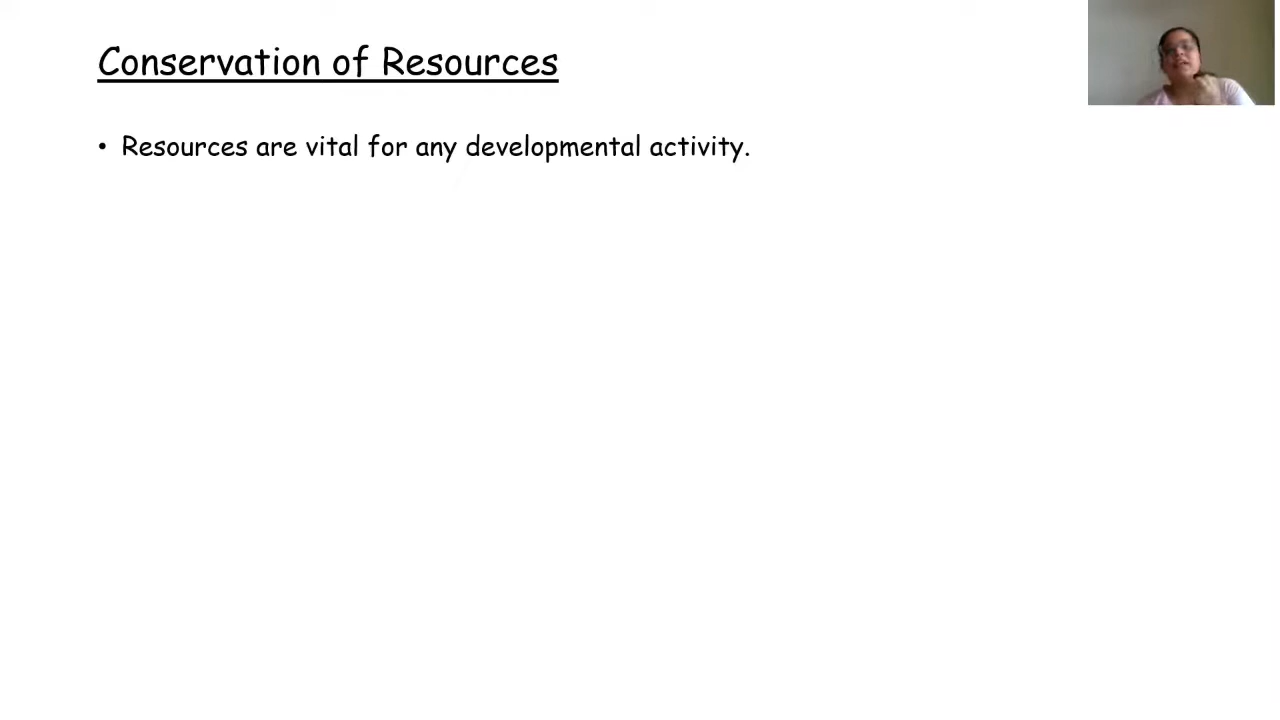 Conservation of Resources
• Resources are vital for any developmental activity.